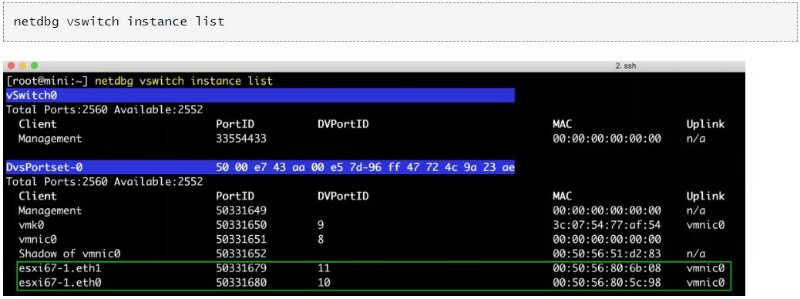 netdbg vswitch instance list
2. ssh
[root@mini:~] netdbg vswitch instance list
vSwitch0
Total Ports:2560 Available:2552
Client PortID DVPortID MAC Uplink
Management 33554433 00:00:00:00:00:00 n/a
DvsPortset-0 50 00 e7 43 aa 00 e5 7d-96 ff 47 72 4c 9a 23 ae
Total Ports:2560 Available:2552
Client PortID DVPortID MAC Uplink
Management 50331649 00:00:00:00:00:00 n/a
vmk0 50331650 9 3c:07:54:77:af:54 vmnic0
vmnic0 50331651 8 00:00:00:00:00:00
Shadow of vmnic0 50331652 00:50:56:51:d2:83 n/a
esxi67-1.eth1 50331679 11 00:50:56:80:6b:08 vmnic0
esxi67-1.eth0 50331680 10 00:50:56:80:5c:98 vmnic0